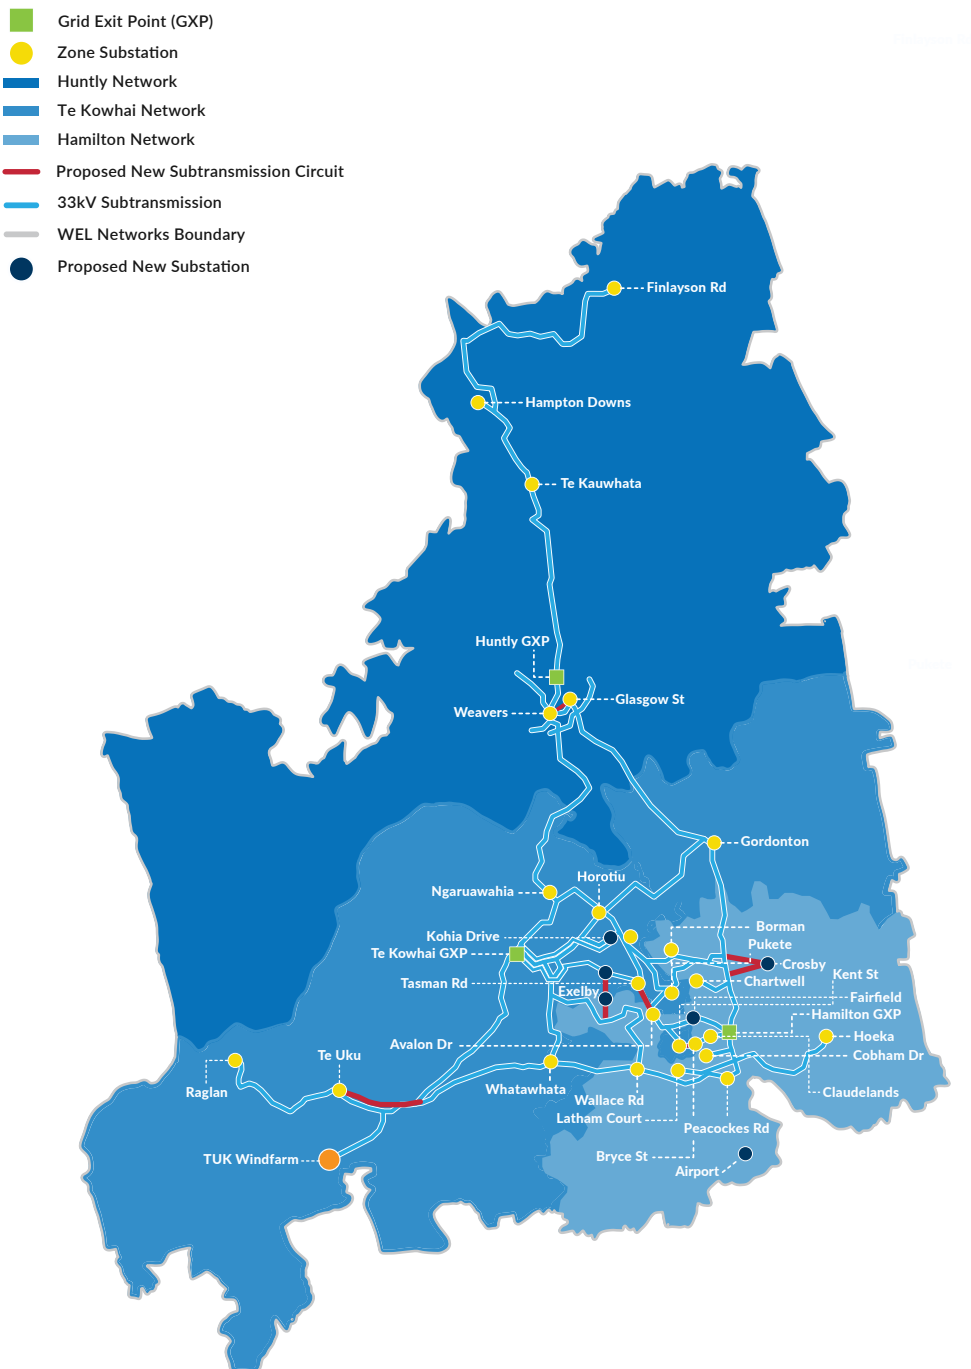 Grid Exit Point (GXP)
Zone Substation
Huntly Network
Te Kowhai Network
Hamilton Network
Proposed New Subtransmission Circuit
33kV Subtransmission
WEL Networks Boundary
Proposed New Substation
Finlayson Rd
Hampton Downs
Te Kauwhata
Huntly GXP
Glasgow St
Weavers
Gordonton
Horotiu
Ngaruawahia
Borman
Kohia Drive
Pukete
Te Kowhai GXP
Crosby
Kent St
Tasman Rd
Chartwell
Exelby
Fairfield
Hamilton GXP
Hoeka
Avalon Dr
Te Uku
Cobham Dr
Raglan
Whatawhata
Claudelands
Wallace Rd
Latham Court
Peacockes Rd
Bryce St
TUK Windfarm
Airport